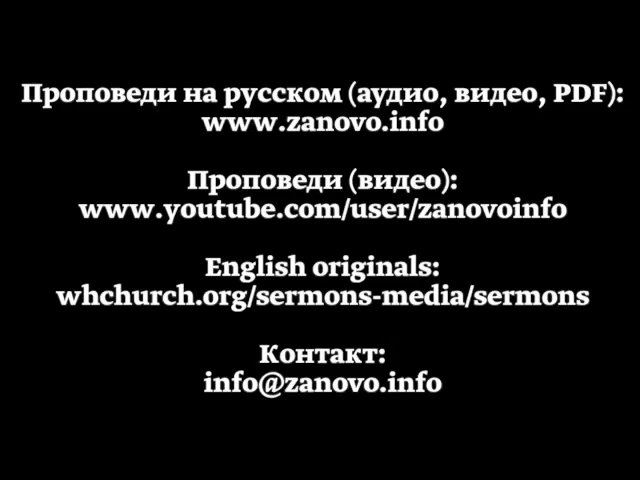 Проповеди на русском (аудио, видео, PDF):
www.zanovo.info
Проповеди (видео):
www.youtube.com/user/zanovoinfo
English originals:
whchurch.org/sermons-media/sermons
Контакт:
info@zanovo.info